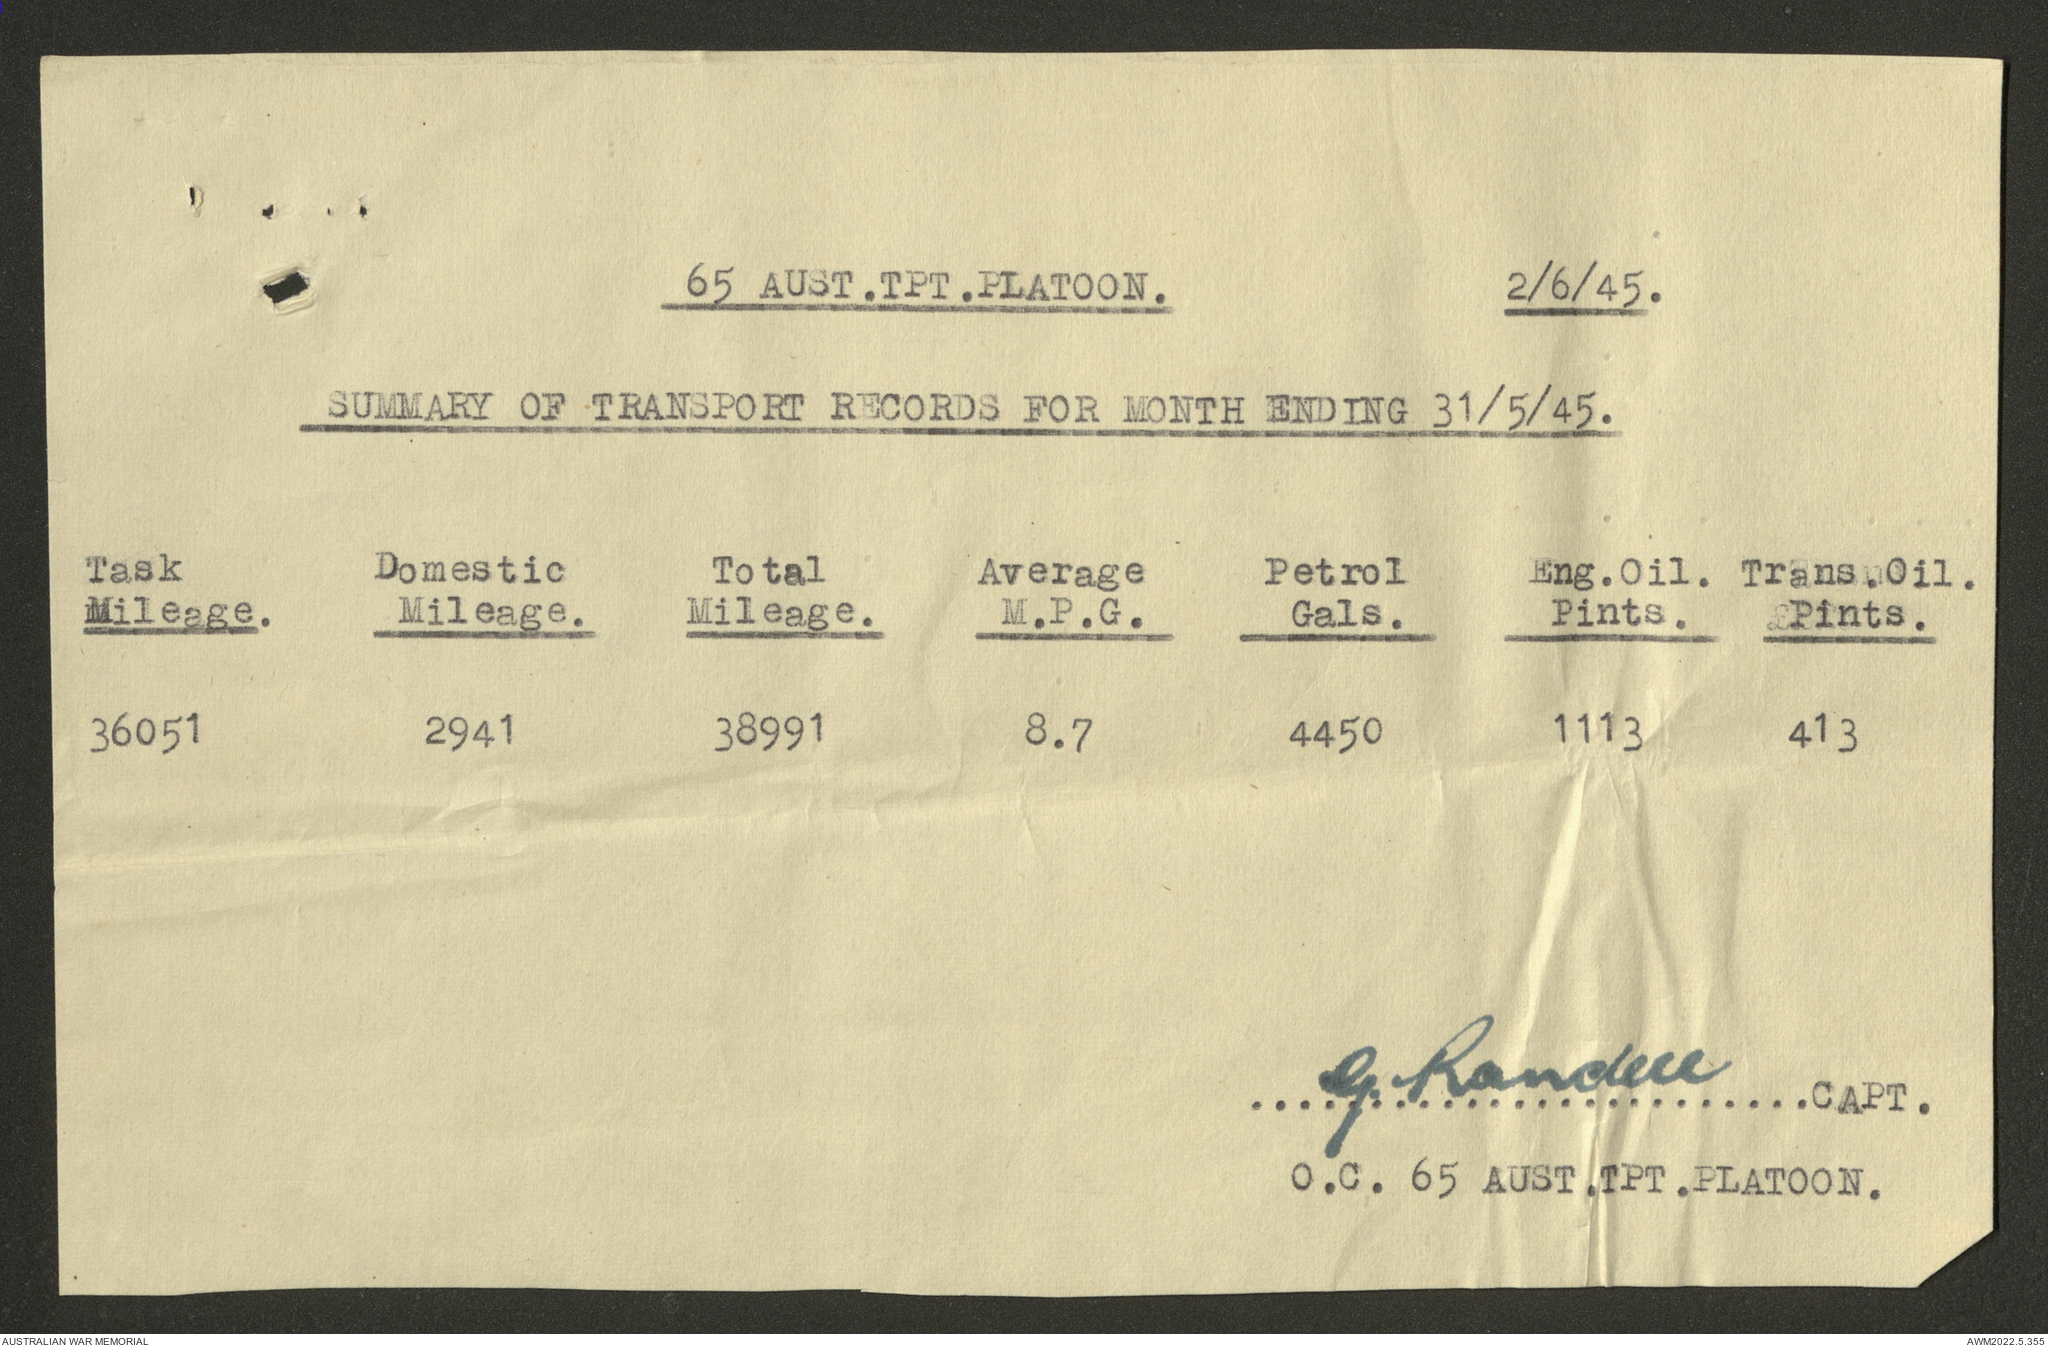 65 AUST.TPT.PLATOON. 2/6/45.
SUMMARY OF TRANSPORT RECORDS FOR MONTH ENDING 31/5/45.
Task Domestic Total Average Petrol Eng.Oil. Trans.Oil.
Mileage. Mileage. Mileage. M.P.G. Gals. Pints. Pints.
36051 2941 38991 8.7 4450 1113 413
G. Randell
..............................CAPT.
O.C. 65 AUST.TPT.PLATOON.
AUSTRALIAN WAR MEMORIAL AWM2022.5.355